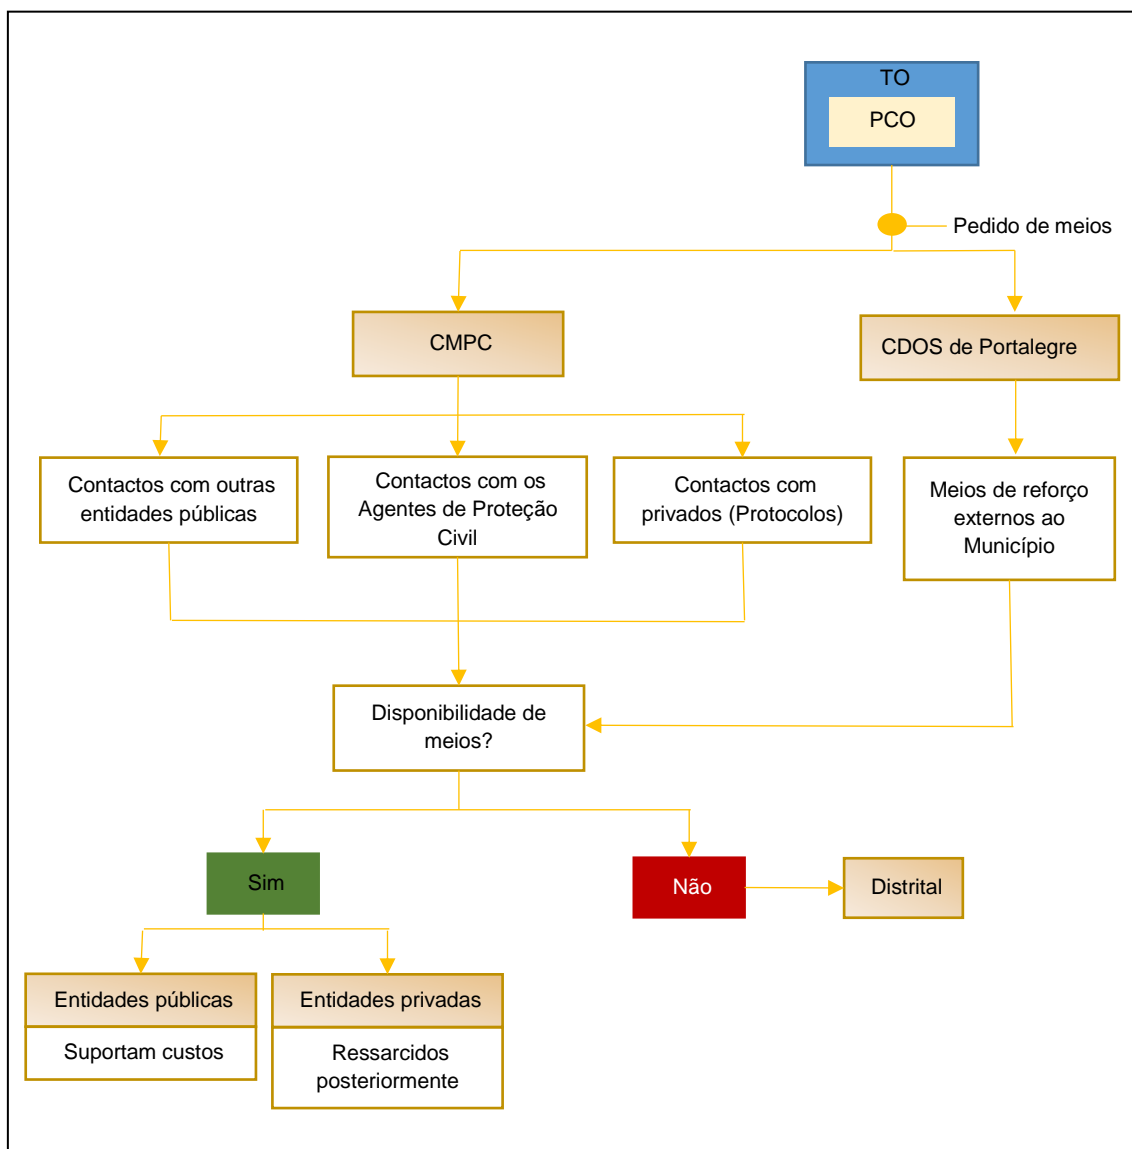 TO
PCO
Pedido de meios
CMPC
CDOS de Portalegre
Contactos com outras
entidades públicas
Contactos com os
Agentes de Proteção
Civil
Contactos com
privados (Protocolos)
Meios de reforço
externos ao
Município
Disponibilidade de
meios?
Sim
Não
Distrital
Entidades públicas
Suportam custos
Entidades privadas
Ressarcidos
posteriormente